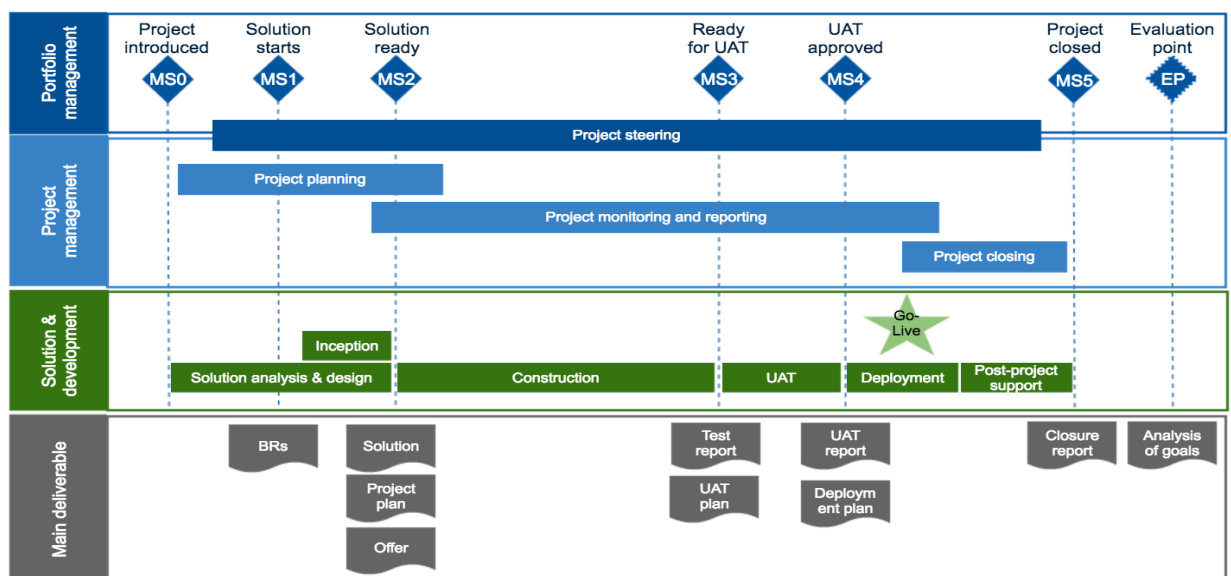 Portfolio
management
Project
introduced
MS0
Solution
starts
MS1
Solution
ready
MS2
Ready
for UAT
MS3
UAT
approved
MS4
Project
closed
MS5
Evaluation
point
EP
Project steering
Project
management
Project planning
Project monitoring and reporting
Project closing
Solution &
development
Go-
Live
Inception
Solution analysis & design
Construction
UAT
Deployment
Post-project
support
Main deliverable
BRs
Solution
Project
plan
Offer
Test
report
UAT
plan
UAT
report
Deploym
ent plan
Closure
report
Analysis
of goals